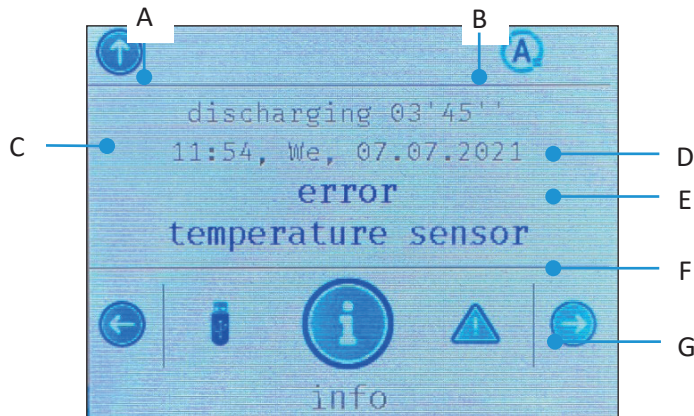 A
B
A
discharging 03'45''
C
11:54, We, 07.07.2021
D
error
E
temperature sensor
F
i
G
info